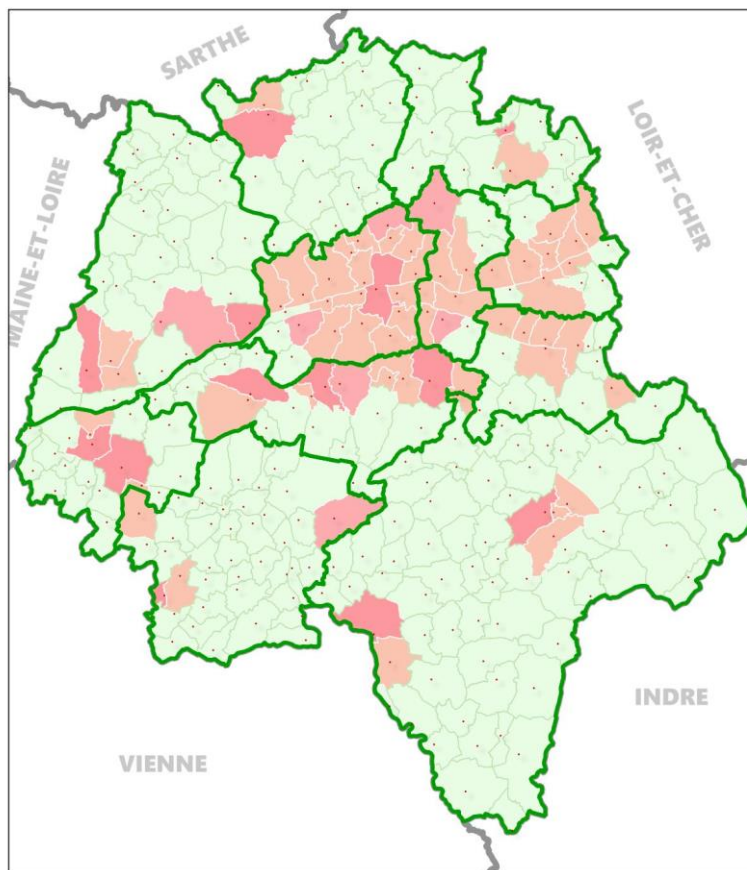 SARTHE
LOIR-ET-CHER
MAINE-ET-LOIRE
INDRE
VIENNE